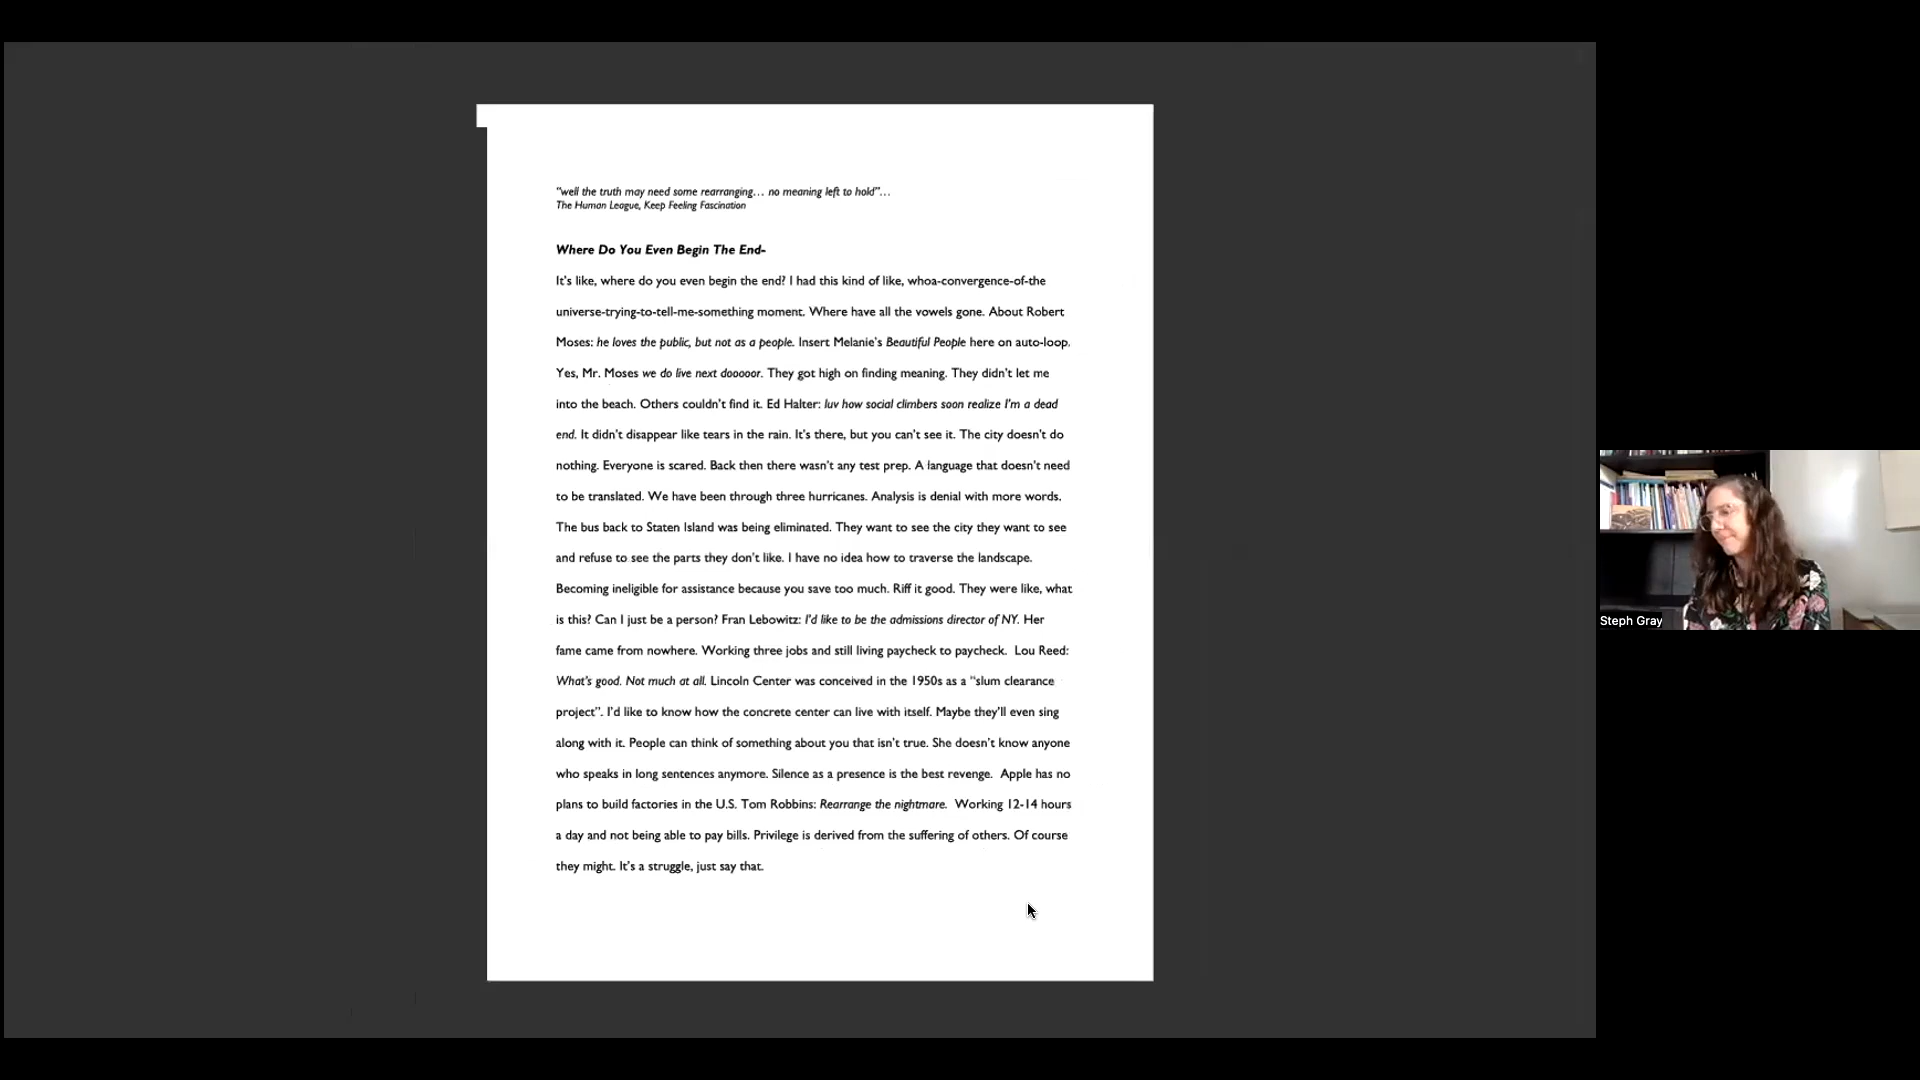 “well the truth may need some rearranging… no meaning left to hold”…
The Human League, Keep Feeling Fascination
Where Do You Even Begin The End-
It’s like, where do you even begin the end? I had this kind of like, whoa-convergence-of-the
universe-trying-to-tell-me-something moment. Where have all the vowels gone. About Robert
Moses: he loves the public, but not as a people. Insert Melanie’s Beautiful People here on auto-loop.
Yes, Mr. Moses we do live next dooooor. They got high on finding meaning. They didn’t let me
into the beach. Others couldn’t find it. Ed Halter: luv how social climbers soon realize I’m a dead
end. It didn’t disappear like tears in the rain. It’s there, but you can’t see it. The city doesn’t do
nothing. Everyone is scared. Back then there wasn’t any test prep. A language that doesn’t need
to be translated. We have been through three hurricanes. Analysis is denial with more words.
The bus back to Staten Island was being eliminated. They want to see the city they want to see
and refuse to see the parts they don’t like. I have no idea how to traverse the landscape.
Becoming ineligible for assistance because you save too much. Riff it good. They were like, what
is this? Can I just be a person? Fran Lebowitz: I’d like to be the admissions director of NY. Her
fame came from nowhere. Working three jobs and still living paycheck to paycheck.  Lou Reed:
What’s good. Not much at all. Lincoln Center was conceived in the 1950s as a “slum clearance
project”. I’d like to know how the concrete center can live with itself. Maybe they’ll even sing
along with it. People can think of something about you that isn’t true. She doesn’t know anyone
who speaks in long sentences anymore. Silence as a presence is the best revenge.  Apple has no
plans to build factories in the U.S. Tom Robbins: Rearrange the nightmare.  Working 12-14 hours
a day and not being able to pay bills. Privilege is derived from the suffering of others. Of course
they might. It’s a struggle, just say that.
Steph Gray